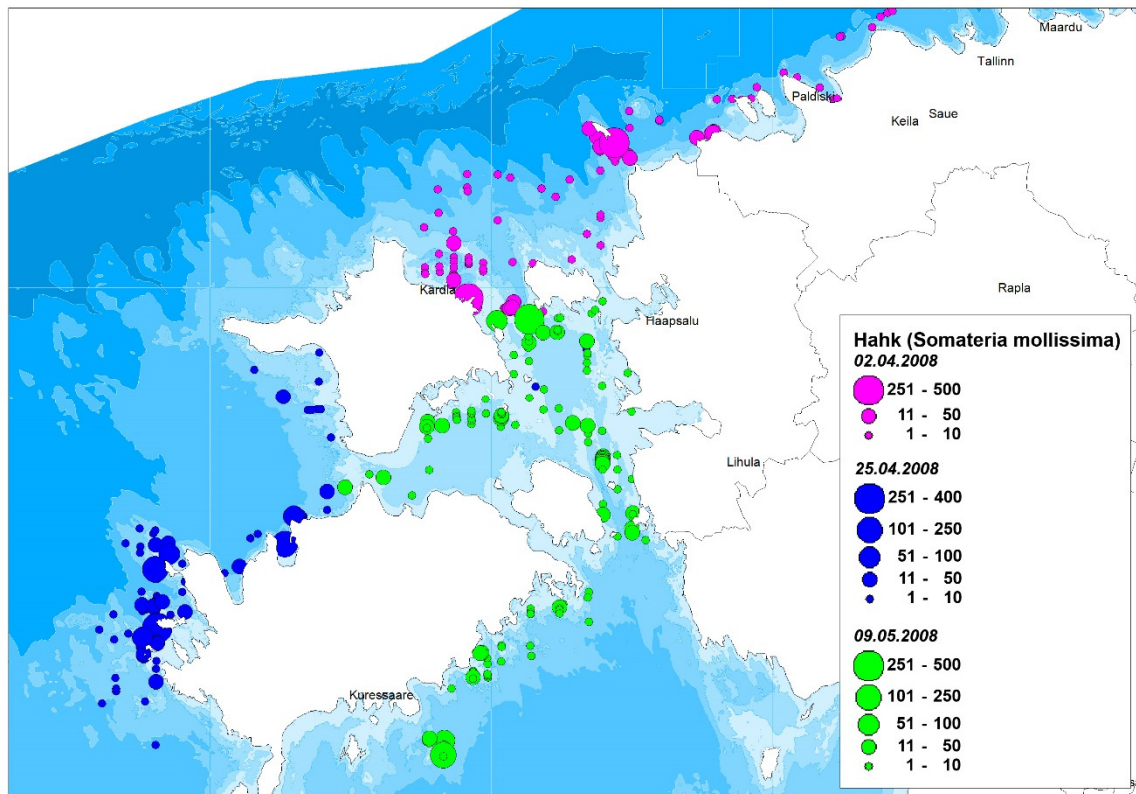 Maardu
Tallinn
Paldiski
Keila
Saue
Rapla
Kärdla
Haapsalu
Lihula
Kuressaare
Hahk (Somateria mollissima)
02.04.2008
251 - 500
11 - 50
1 - 10
25.04.2008
251 - 400
101 - 250
51 - 100
11 - 50
1 - 10
09.05.2008
251 - 500
101 - 250
51 - 100
11 - 50
1 - 10